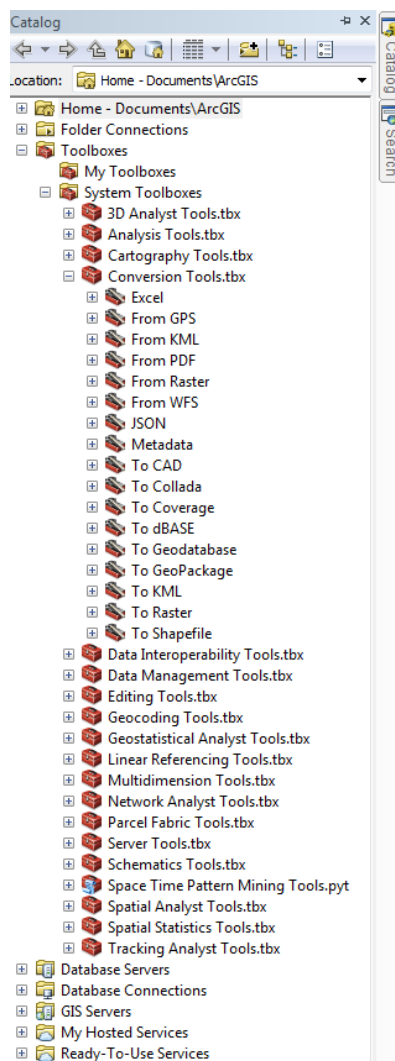 Catalog
Location: Home - Documents\ArcGIS
Home - Documents\ArcGIS
Folder Connections
Toolboxes
My Toolboxes
System Toolboxes
3D Analyst Tools.tbx
Analysis Tools.tbx
Cartography Tools.tbx
Conversion Tools.tbx
Excel
From GPS
From KML
From PDF
From Raster
From WFS
JSON
Metadata
To CAD
To Collada
To Coverage
To dBASE
To Geodatabase
To GeoPackage
To KML
To Raster
To Shapefile
Data Interoperability Tools.tbx
Data Management Tools.tbx
Editing Tools.tbx
Geocoding Tools.tbx
Geostatistical Analyst Tools.tbx
Linear Referencing Tools.tbx
Multidimension Tools.tbx
Network Analyst Tools.tbx
Parcel Fabric Tools.tbx
Server Tools.tbx
Schematics Tools.tbx
Space Time Pattern Mining Tools.pyt
Spatial Analyst Tools.tbx
Spatial Statistics Tools.tbx
Tracking Analyst Tools.tbx
Database Servers
Database Connections
GIS Servers
My Hosted Services
Ready-To-Use Services
Catalog
Search